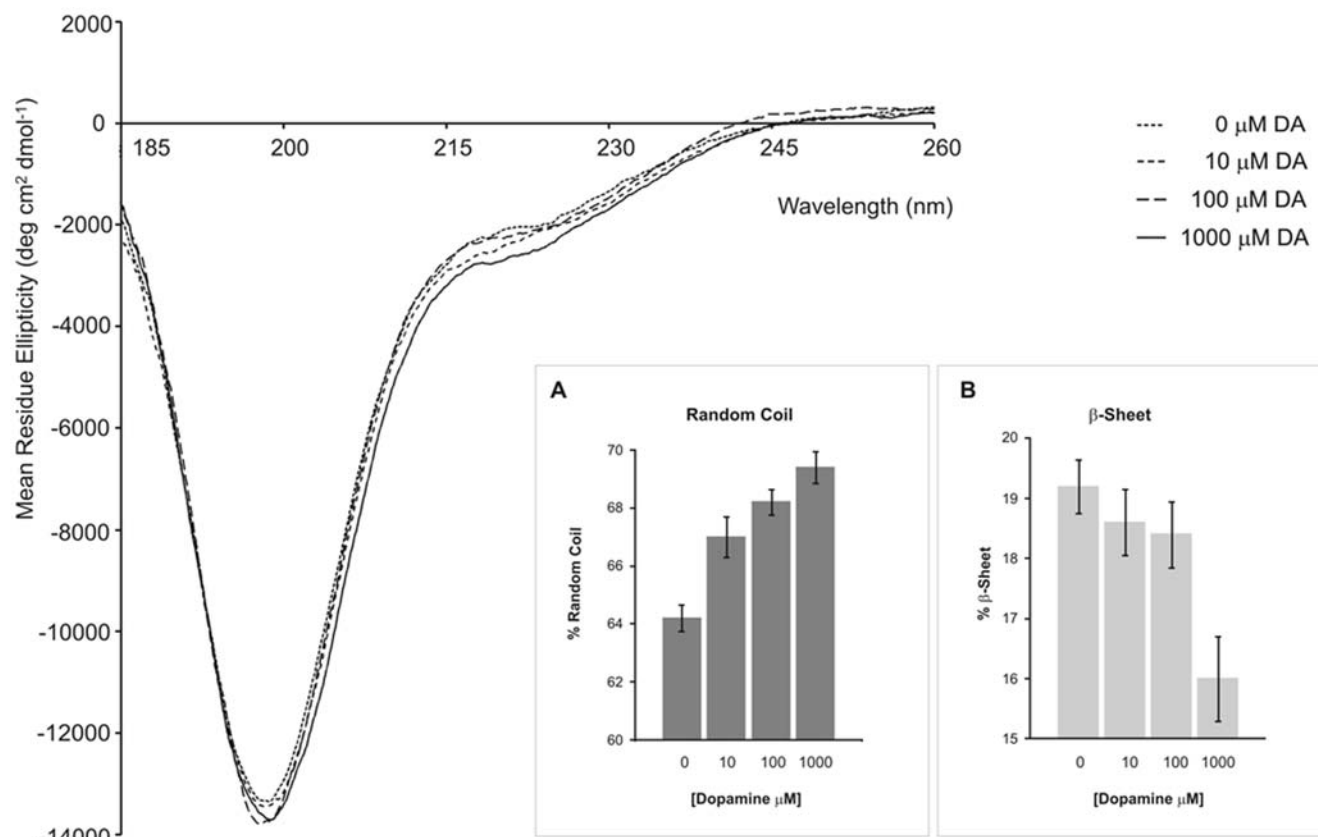 2000
0
-2000
-4000
-6000
-8000
-10000
-12000
14000
Mean Residue Ellipticity (deg cm² dmol⁻¹)
185 200 215 230 245 260
Wavelength (nm)
0 μM DA
10 μM DA
100 μM DA
1000 μM DA
A
Random Coil
70
68
66
64
62
60
% Random Coil
0 10 100 1000
[Dopamine μM]
B
β-Sheet
20
19
18
17
16
15
% β-Sheet
0 10 100 1000
[Dopamine μM]